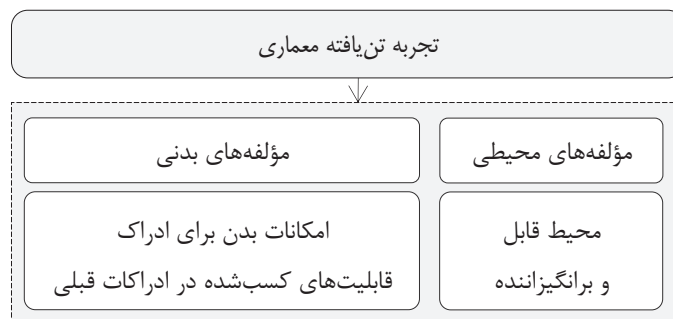 تجربه تن‌یافته معماری
مؤلفه‌های محیطی
مؤلفه‌های بدنی
محیط قابل
و برانگیزاننده
امکانات بدن برای ادراک
قابلیت‌های کسب‌شده در ادراکات قبلی